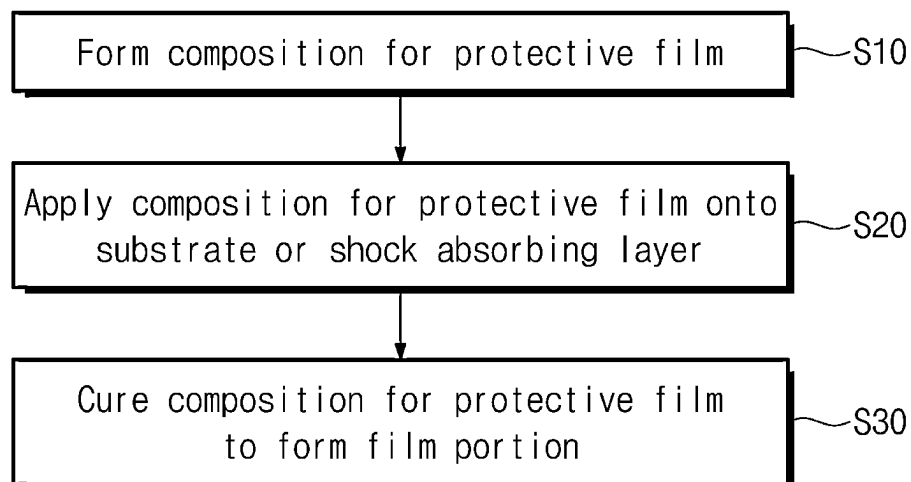 Form composition for protective film
S10
Apply composition for protective film onto
substrate or shock absorbing layer
S20
Cure composition for protective film
to form film portion
S30